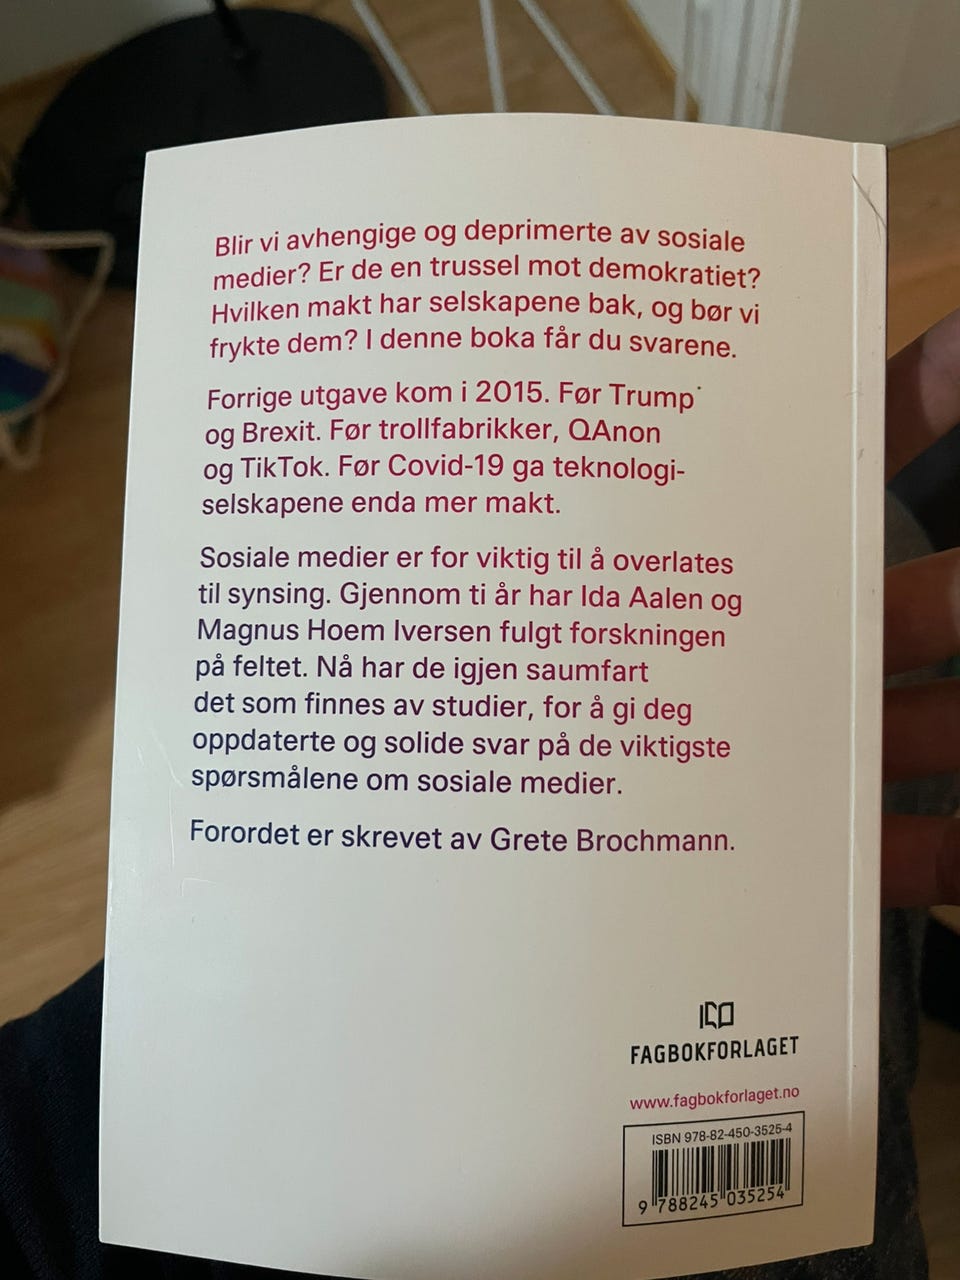 Blir vi avhengige og deprimerte av sosiale
medier? Er de en trussel mot demokratiet?
Hvilken makt har selskapene bak, og bør vi
frykte dem? I denne boka får du svarene.
Forrige utgave kom i 2015. Før Trump
og Brexit. Før trollfabrikker, QAnon
og TikTok. Før Covid-19 ga teknologi-
selskapene enda mer makt.
Sosiale medier er for viktig til å overlates
til synsing. Gjennom ti år har Ida Aalen og
Magnus Hoem Iversen fulgt forskningen
på feltet. Nå har de igjen saumfart
det som finnes av studier, for å gi deg
oppdaterte og solide svar på de viktigste
spørsmålene om sosiale medier.
Forordet er skrevet av Grete Brochmann.
FAGBOKFORLAGET
www.fagbokforlaget.no
ISBN 978-82-450-3525-4
9 788245 035254